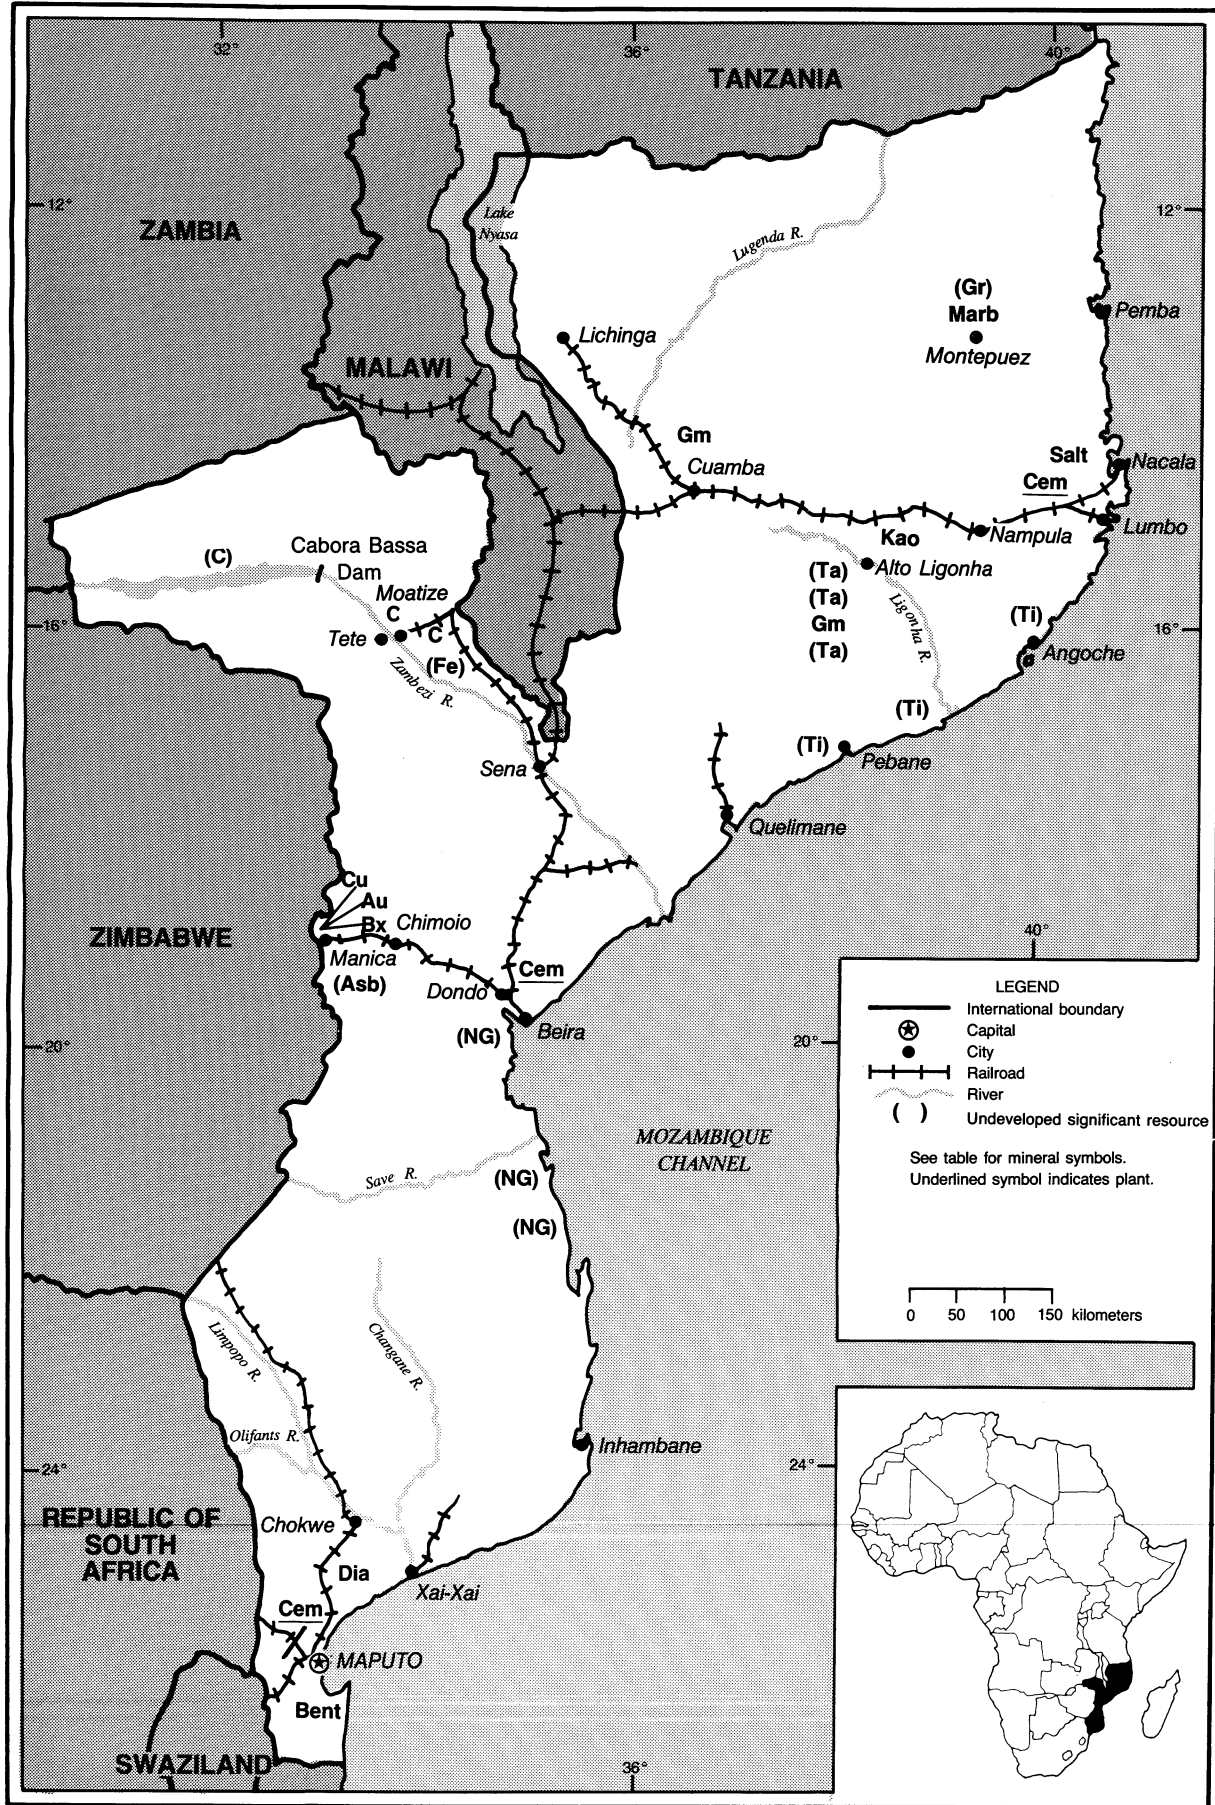 32°
36°
40°
TANZANIA
12°
12°
ZAMBIA
Lake
Nyasa
Lugenda R.
(Gr)
Marb
Montepuez
Pemba
Lichinga
MALAWI
Gm
Cuamba
Salt
Nacala
Cem
Lumbo
Nampula
Kao
(C)
Cabora Bassa
Dam
Moatize
C
C
Tete
(Fe)
Zambezi R.
(Ta)
Alto Ligonha
(Ta)
Gm
(Ta)
Ligonha R.
(Ti)
Angoche
16°
16°
(Ti)
(Ti)
Pebane
Sena
Quelimane
Cu
Au
Bx
Chimoio
ZIMBABWE
Manica
(Asb)
Cem
Dondo
Beira
(NG)
40°
20°
20°
LEGEND
International boundary
Capital
City
Railroad
River
( )
Undeveloped significant resource
See table for mineral symbols.
Underlined symbol indicates plant.
0 50 100 150 kilometers
MOZAMBIQUE
CHANNEL
Save R.
(NG)
(NG)
Limpopo R.
Changane R.
Olifants R.
Inhambane
24°
24°
REPUBLIC OF
SOUTH
AFRICA
Chokwe
Dia
Xai-Xai
Cem
MAPUTO
Bent
SWAZILAND
36°